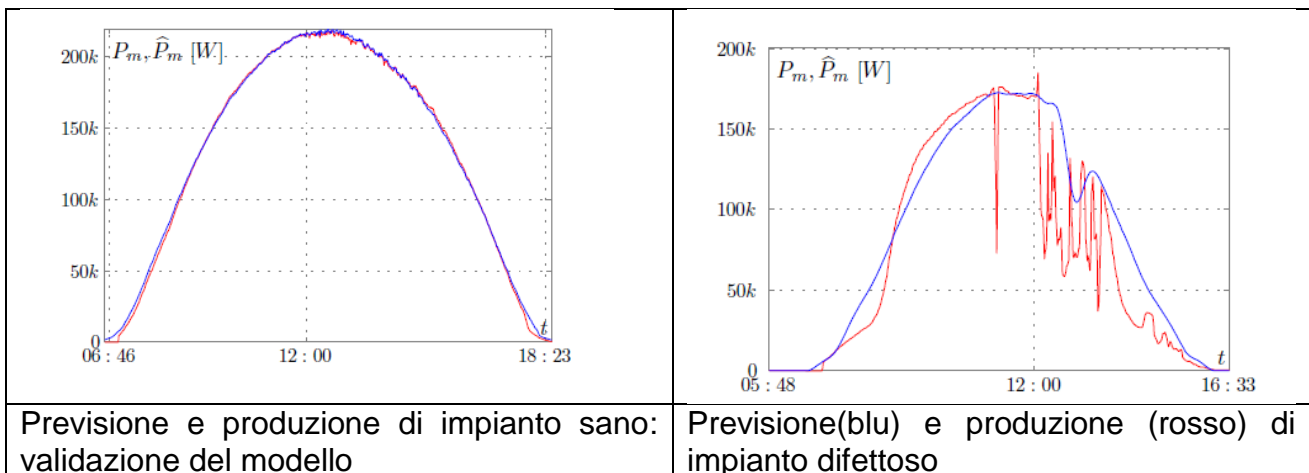 P_m, P̂_m [W]
200k
150k
100k
50k
0
t
06 : 46
12 : 00
18 : 23
200k
P_m, P̂_m [W]
150k
100k
50k
0
t
05 : 48
12 : 00
16 : 33
Previsione e produzione di impianto sano:
validazione del modello
Previsione(blu) e produzione (rosso) di
impianto difettoso